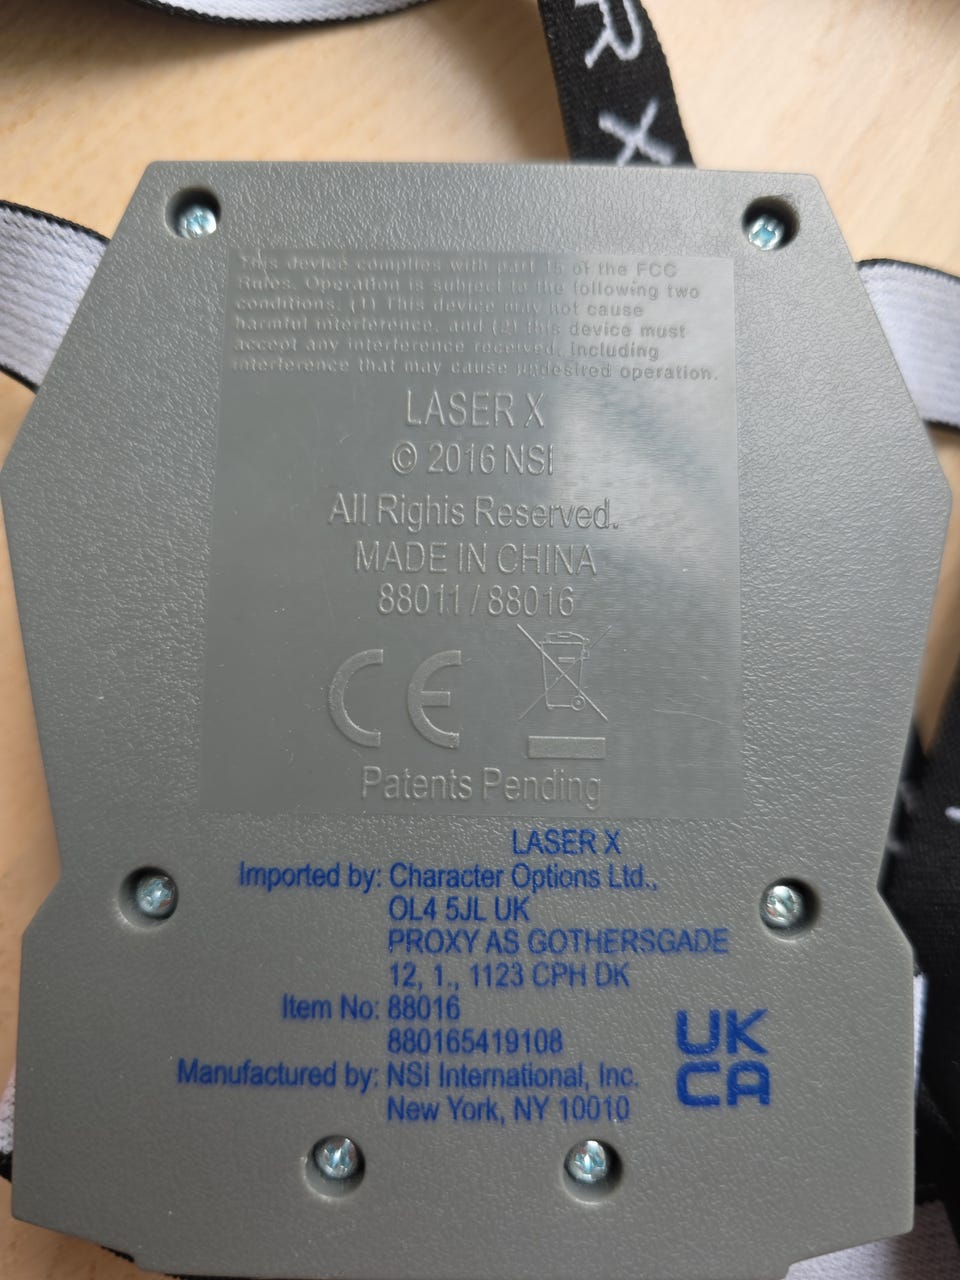 R X
This device complies with part 15 of the FCC
Rules. Operation is subject to the following two
conditions. (1) This device may not cause
harmful interference, and (2) this device must
accept any interference received, including
interference that may cause undesired operation.
LASER X
© 2016 NSI
All Righs Reserved.
MADE IN CHINA
88011 / 88016
CE
Patents Pending
LASER X
Imported by: Character Options Ltd.,
OL4 5JL UK
PROXY AS GOTHERSGADE
12, 1., 1123 CPH DK
Item No: 88016
880165419108
Manufactured by: NSI International, Inc.
New York, NY 10010
UK
CA